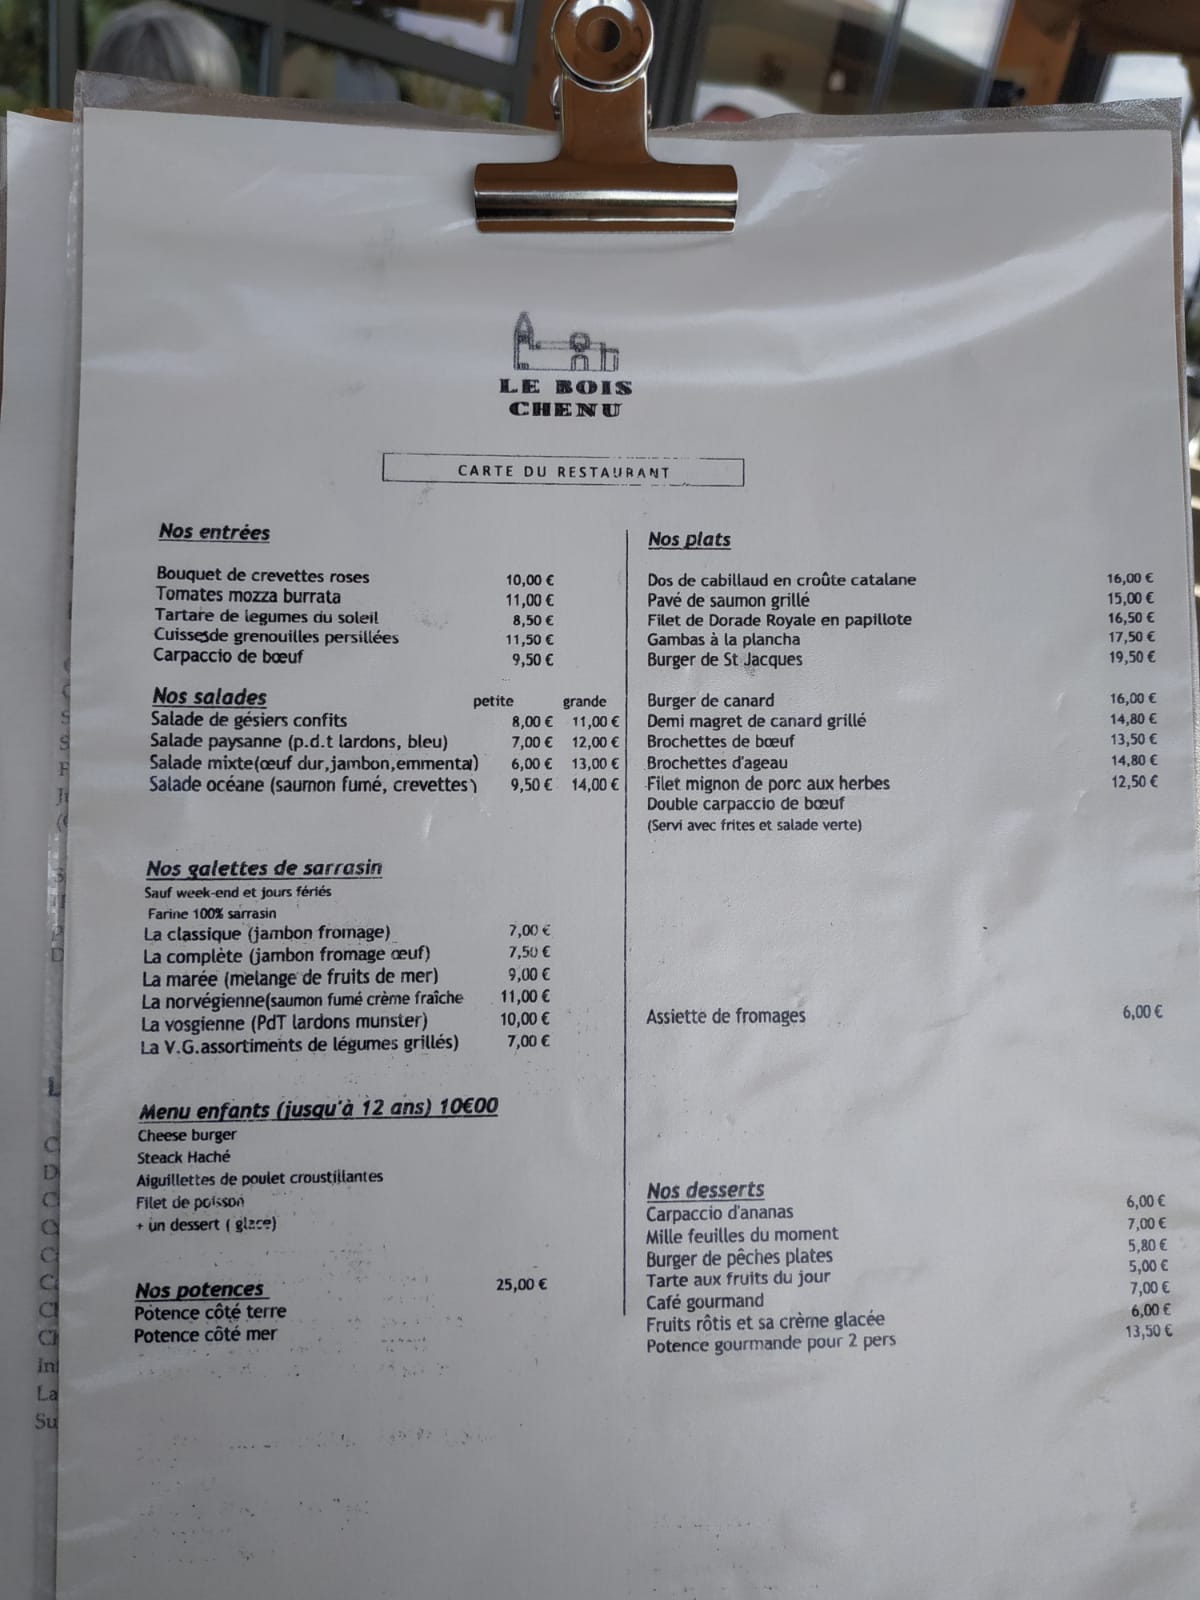 LE BOIS
CHENU
CARTE DU RESTAURANT
Nos entrées
Bouquet de crevettes roses 10,00 €
Tomates mozza burrata 11,00 €
Tartare de legumes du soleil 8,50 €
Cuissesde grenouilles persillées 11,50 €
Carpaccio de bœuf 9,50 €
Nos salades petite grande
Salade de gésiers confits 8,00 € 11,00 €
Salade paysanne (p.d.t lardons, bleu) 7,00 € 12,00 €
Salade mixte(œuf dur,jambon,emmental) 6,00 € 13,00 €
Salade océane (saumon fumé, crevettes) 9,50 € 14,00 €
Nos galettes de sarrasin
Sauf week-end et jours fériés
Farine 100% sarrasin
La classique (jambon fromage) 7,00 €
La complète (jambon fromage œuf) 7,50 €
La marée (melange de fruits de mer) 9,00 €
La norvégienne(saumon fumé crème fraîche 11,00 €
La vosgienne (PdT lardons munster) 10,00 €
La V.G.assortiments de légumes grillés) 7,00 €
Menu enfants (jusqu'à 12 ans) 10€00
Cheese burger
Steack Haché
Aiguillettes de poulet croustillantes
Filet de poisson
+ un dessert ( glace)
Nos potences 25,00 €
Potence côté terre
Potence côté mer
Nos plats
Dos de cabillaud en croûte catalane 16,00 €
Pavé de saumon grillé 15,00 €
Filet de Dorade Royale en papillote 16,50 €
Gambas à la plancha 17,50 €
Burger de St Jacques 19,50 €
Burger de canard 16,00 €
Demi magret de canard grillé 14,80 €
Brochettes de bœuf 13,50 €
Brochettes d'ageau 14,80 €
Filet mignon de porc aux herbes 12,50 €
Double carpaccio de bœuf
(Servi avec frites et salade verte)
Assiette de fromages 6,00 €
Nos desserts
Carpaccio d'ananas 6,00 €
Mille feuilles du moment 7,00 €
Burger de pêches plates 5,80 €
Tarte aux fruits du jour 5,00 €
Café gourmand 7,00 €
Fruits rôtis et sa crème glacée 6,00 €
Potence gourmande pour 2 pers 13,50 €